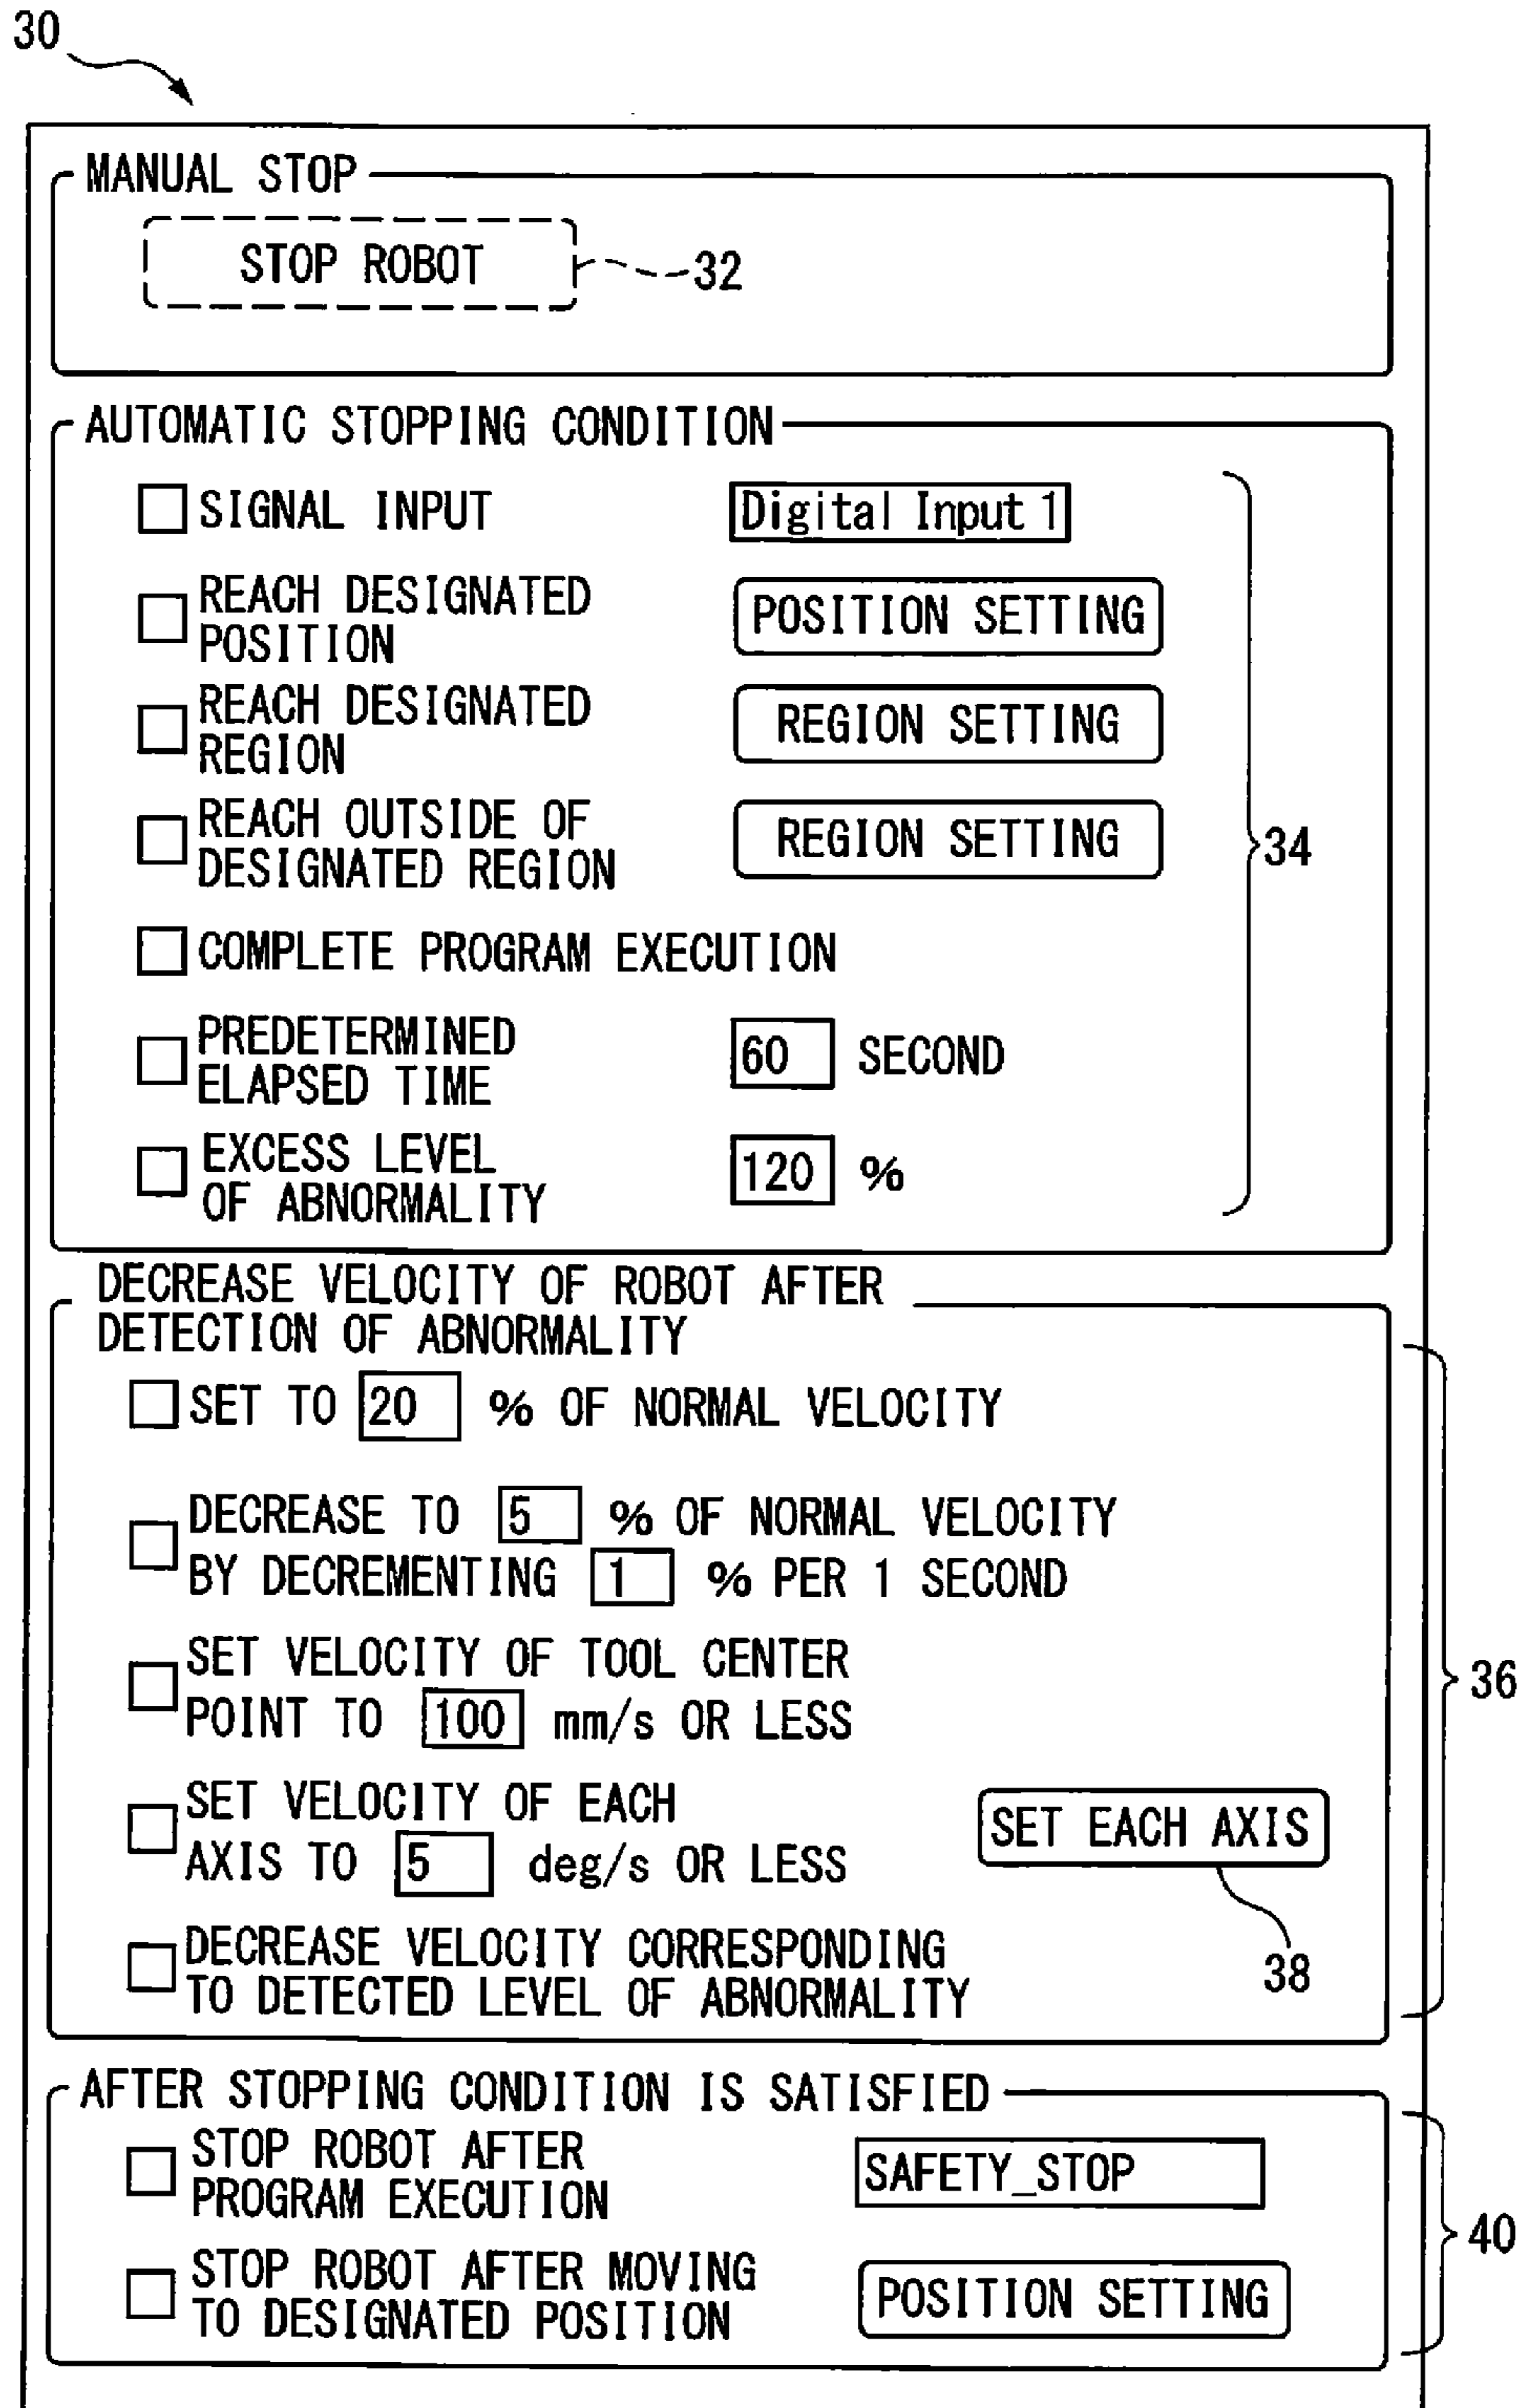 30
MANUAL STOP
STOP ROBOT
32
AUTOMATIC STOPPING CONDITION
SIGNAL INPUT Digital Input 1
REACH DESIGNATED
POSITION
POSITION SETTING
REACH DESIGNATED
REGION
REGION SETTING
REACH OUTSIDE OF
DESIGNATED REGION
REGION SETTING
34
COMPLETE PROGRAM EXECUTION
PREDETERMINED
ELAPSED TIME
60 SECOND
EXCESS LEVEL
OF ABNORMALITY
120 %
DECREASE VELOCITY OF ROBOT AFTER
DETECTION OF ABNORMALITY
SET TO 20 % OF NORMAL VELOCITY
DECREASE TO 5 % OF NORMAL VELOCITY
BY DECREMENTING 1 % PER 1 SECOND
SET VELOCITY OF TOOL CENTER
POINT TO 100 mm/s OR LESS
36
SET VELOCITY OF EACH
AXIS TO 5 deg/s OR LESS
SET EACH AXIS
38
DECREASE VELOCITY CORRESPONDING
TO DETECTED LEVEL OF ABNORMALITY
AFTER STOPPING CONDITION IS SATISFIED
STOP ROBOT AFTER
PROGRAM EXECUTION
SAFETY_STOP
40
STOP ROBOT AFTER MOVING
TO DESIGNATED POSITION
POSITION SETTING